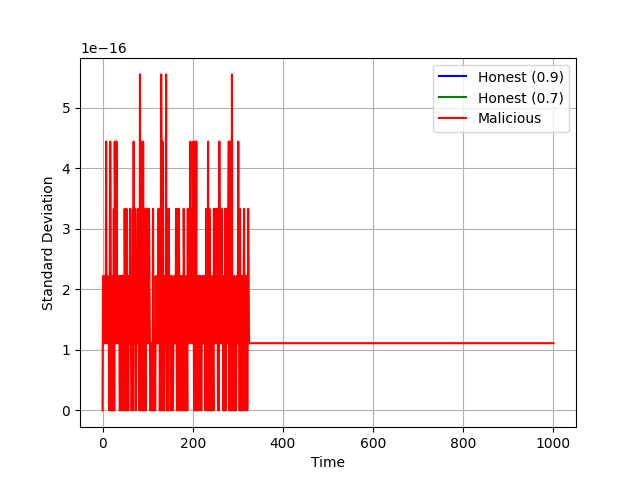 1e−16
Honest (0.9)
Honest (0.7)
Malicious
5
4
3
2
1
0
Standard Deviation
0 200 400 600 800 1000
Time